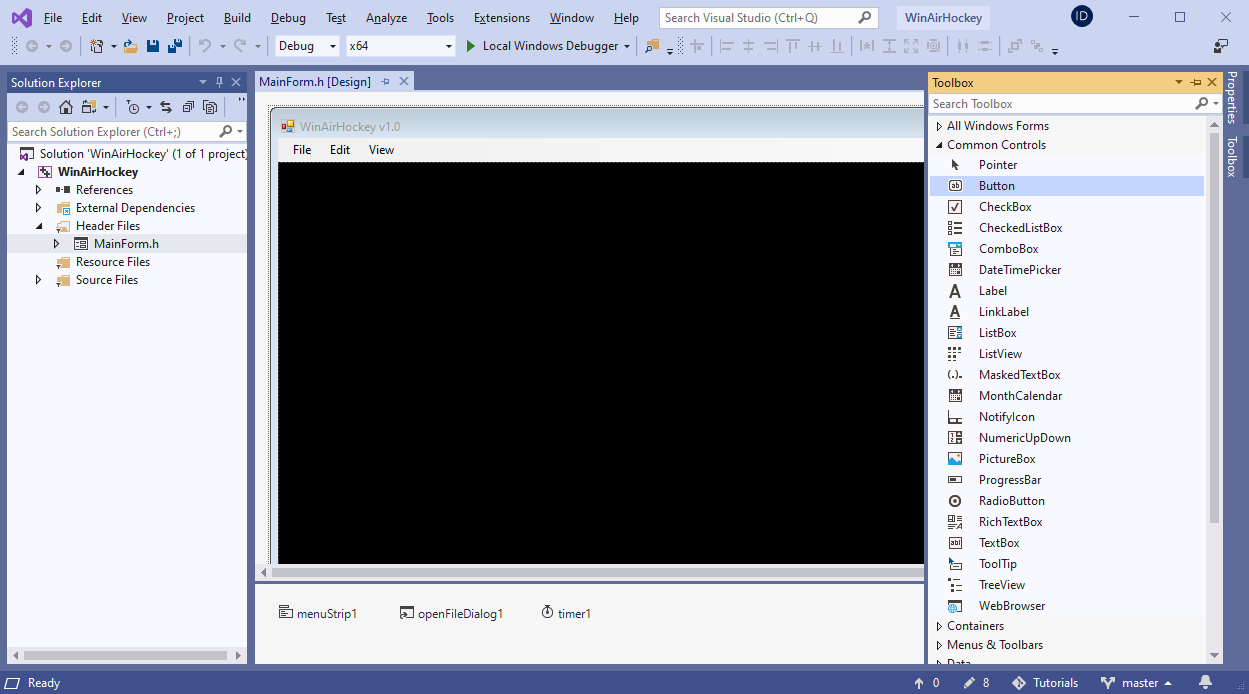 File Edit View Project Build Debug Test Analyze Tools Extensions Window Help Search Visual Studio (Ctrl+Q) WinAirHockey ID
Debug x64 Local Windows Debugger
Solution Explorer
Search Solution Explorer (Ctrl+;)
Solution 'WinAirHockey' (1 of 1 project)
WinAirHockey
References
External Dependencies
Header Files
MainForm.h
Resource Files
Source Files
MainForm.h [Design]
WinAirHockey v1.0
File Edit View
menuStrip1 openFileDialog1 timer1
Toolbox
Search Toolbox
All Windows Forms
Common Controls
Pointer
Button
CheckBox
CheckedListBox
ComboBox
DateTimePicker
Label
LinkLabel
ListBox
ListView
MaskedTextBox
MonthCalendar
NotifyIcon
NumericUpDown
PictureBox
ProgressBar
RadioButton
RichTextBox
TextBox
ToolTip
TreeView
WebBrowser
Containers
Menus & Toolbars
Data
Properties
Toolbox
Ready 0 8 Tutorials master